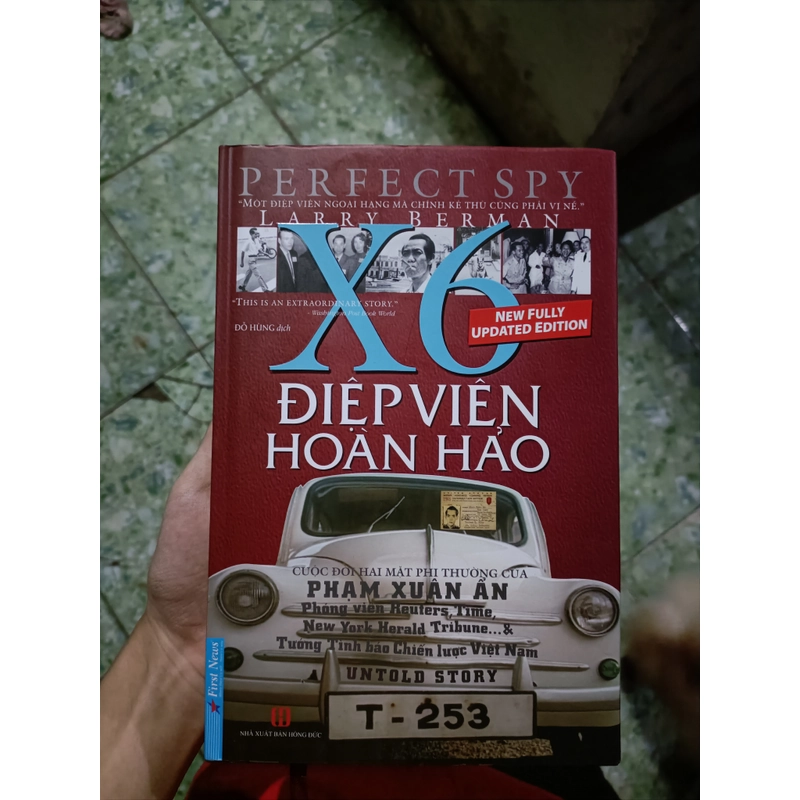 PERFECT SPY
"MỘT ĐIỆP VIÊN NGOẠI HẠNG MÀ CHÍNH KẺ THÙ CŨNG PHẢI VỊ NỂ."
LARRY BERMAN
X6
"THIS IS AN EXTRAORDINARY STORY."
- Washington Post Book World
ĐỖ HÙNG dịch
NEW FULLY
UPDATED EDITION
ĐIỆP VIÊN
HOÀN HẢO
CUỘC ĐỜI HAI MẶT PHI THƯỜNG CỦA
PHẠM XUÂN ẨN
Phóng viên Reuters, Time,
New York Herald Tribune...&
Tướng Tình báo Chiến lược Việt Nam
UNTOLD STORY
T-253
First News
NHÀ XUẤT BẢN HỒNG ĐỨC